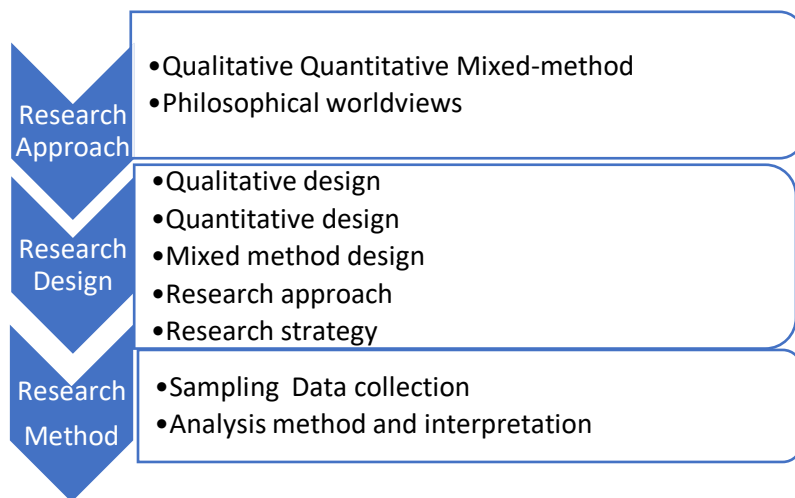 Research
Approach
•Qualitative Quantitative Mixed-method
•Philosophical worldviews
Research
Design
•Qualitative design
•Quantitative design
•Mixed method design
•Research approach
•Research strategy
Research
Method
•Sampling  Data collection
•Analysis method and interpretation